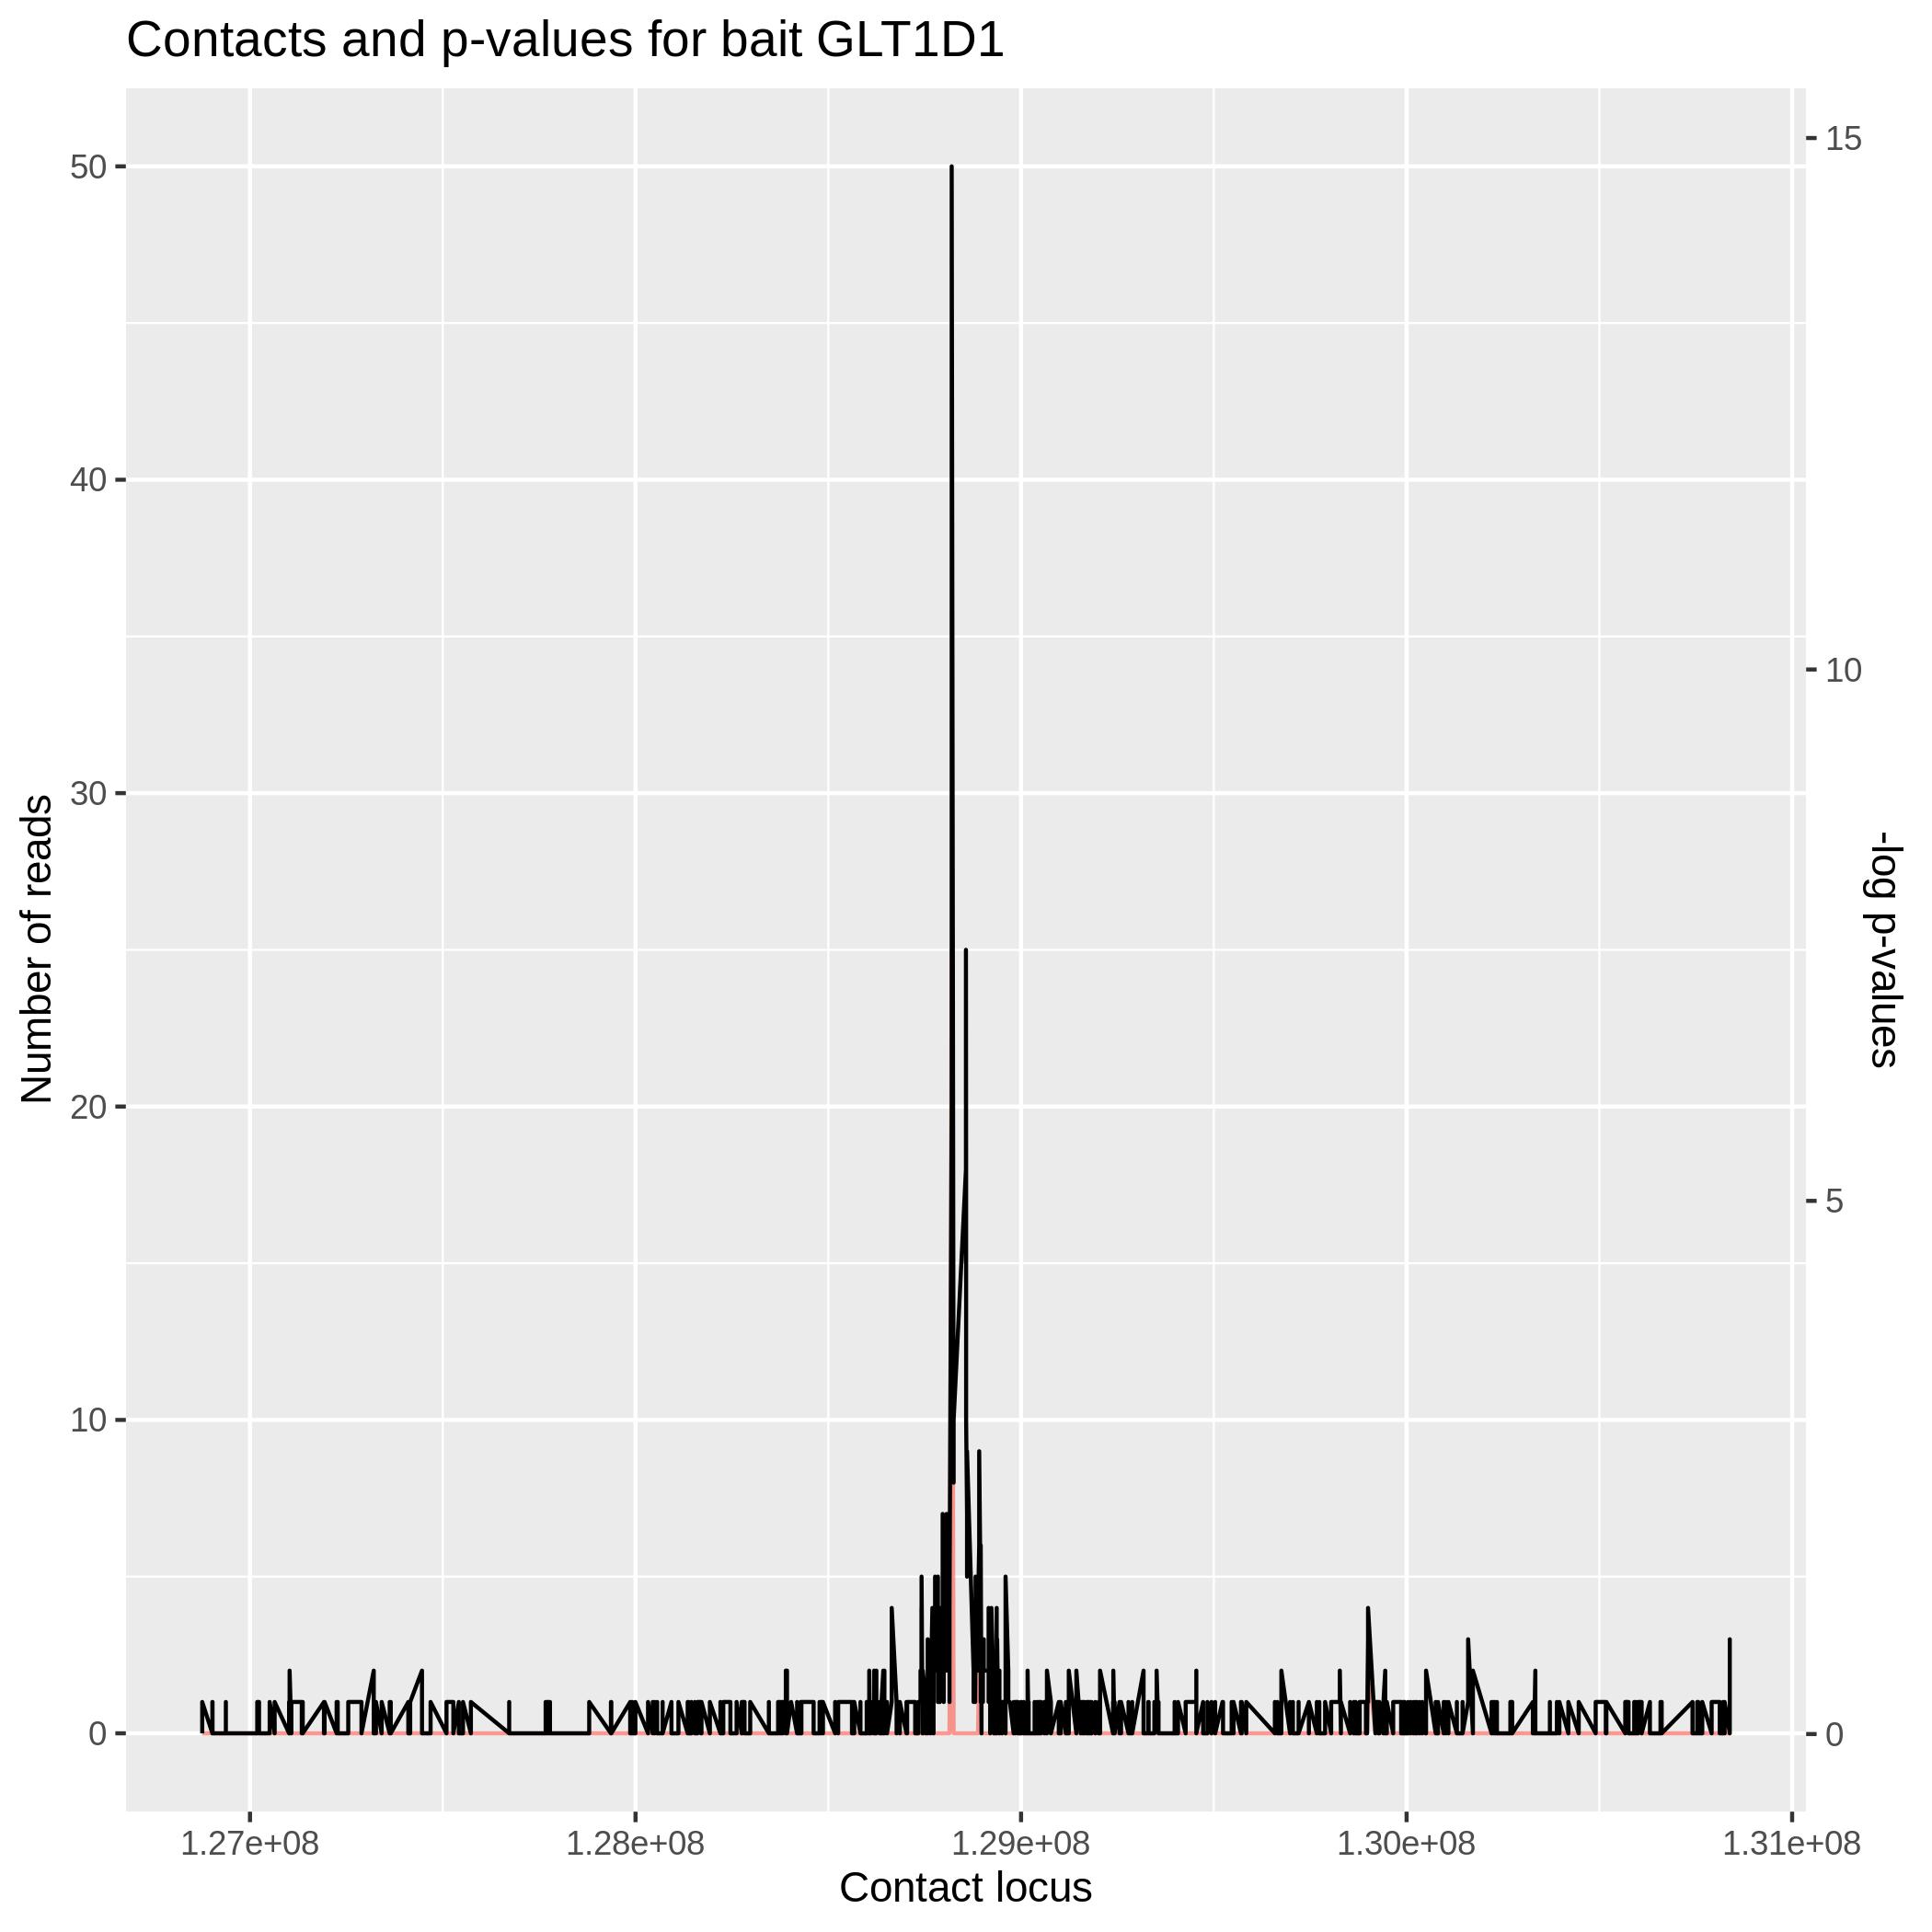 Contacts and p-values for bait GLT1D1
50
40
30
20
10
0
Number of reads
15
10
5
0
-log p-values
1.27e+08
1.28e+08
1.29e+08
1.30e+08
1.31e+08
Contact locus